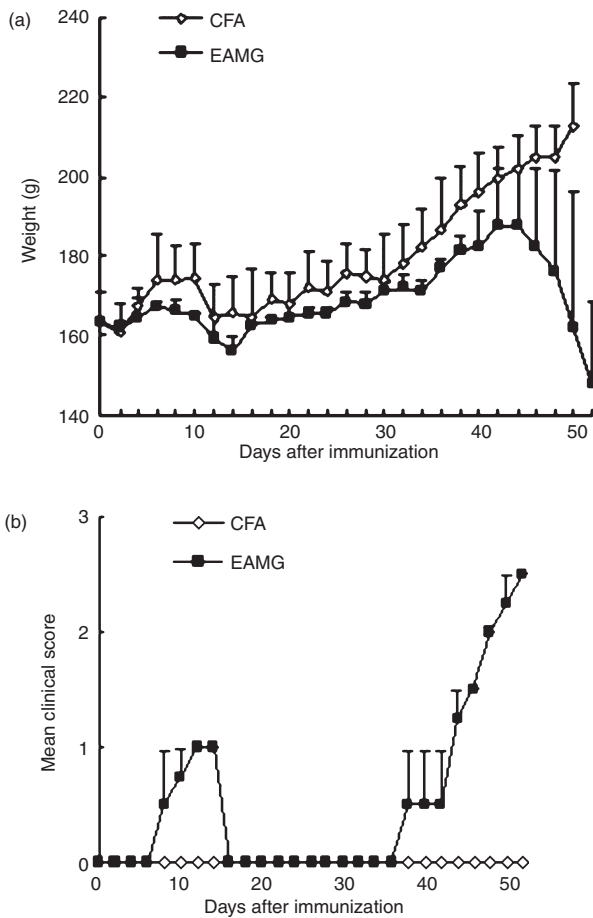 (a)
240
220
200
180
160
140
Weight (g)
CFA
EAMG
0 10 20 30 40 50
Days after immunization
(b)
3
2
1
0
Mean clinical score
CFA
EAMG
0 10 20 30 40 50
Days after immunization